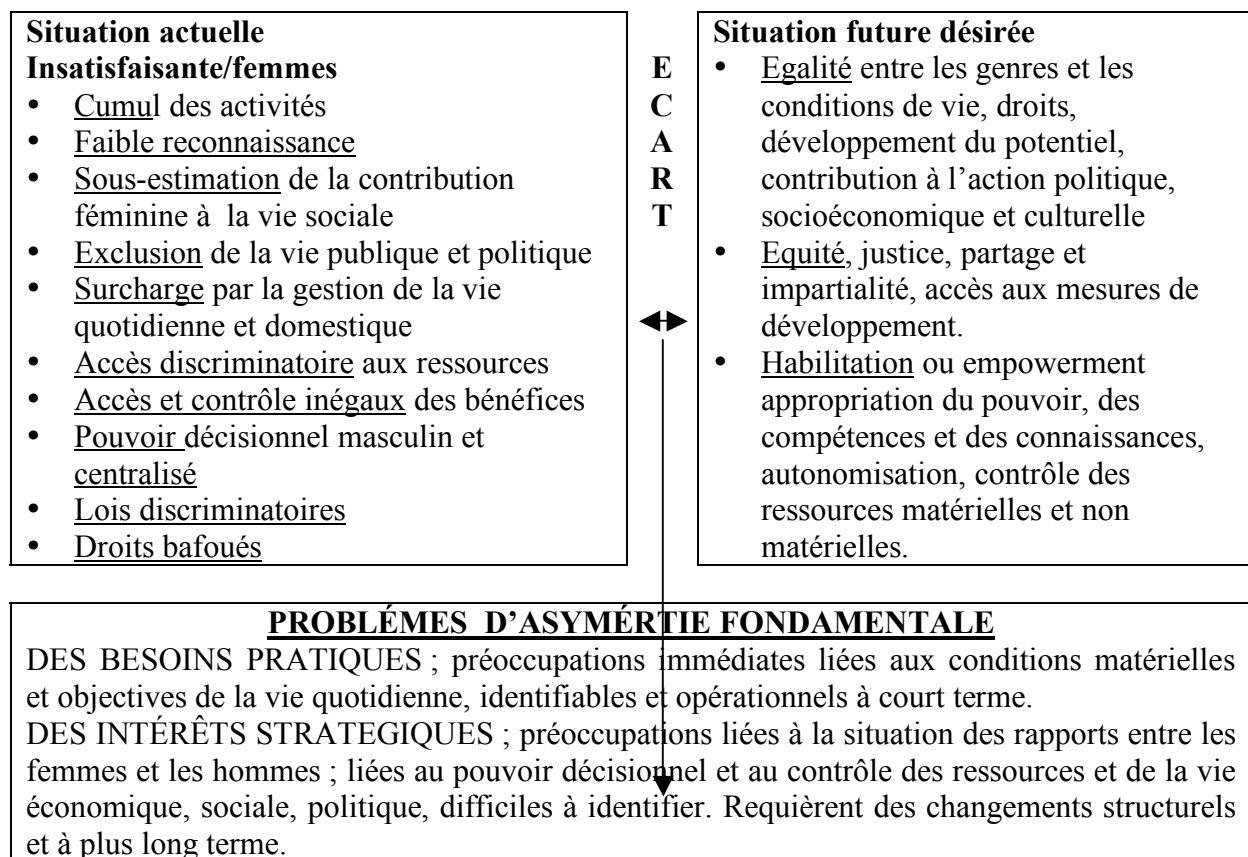 Situation actuelle
Insatisfaisante/femmes
• Cumul des activités
• Faible reconnaissance
• Sous-estimation de la contribution
féminine à la vie sociale
• Exclusion de la vie publique et politique
• Surcharge par la gestion de la vie
quotidienne et domestique
• Accès discriminatoire aux ressources
• Accès et contrôle inégaux des bénéfices
• Pouvoir décisionnel masculin et
centralisé
• Lois discriminatoires
• Droits bafoués
E
C
A
R
T
Situation future désirée
• Egalité entre les genres et les
conditions de vie, droits,
développement du potentiel,
contribution à l’action politique,
socioéconomique et culturelle
• Equité, justice, partage et
impartialité, accès aux mesures de
développement.
• Habilitation ou empowerment
appropriation du pouvoir, des
compétences et des connaissances,
autonomisation, contrôle des
ressources matérielles et non
matérielles.
PROBLÉMES D’ASYMÉRTIE FONDAMENTALE
DES BESOINS PRATIQUES ; préoccupations immédiates liées aux conditions matérielles
et objectives de la vie quotidienne, identifiables et opérationnels à court terme.
DES INTÉRÊTS STRATEGIQUES ; préoccupations liées à la situation des rapports entre les
femmes et les hommes ; liées au pouvoir décisionnel et au contrôle des ressources et de la vie
économique, sociale, politique, difficiles à identifier. Requièrent des changements structurels
et à plus long terme.